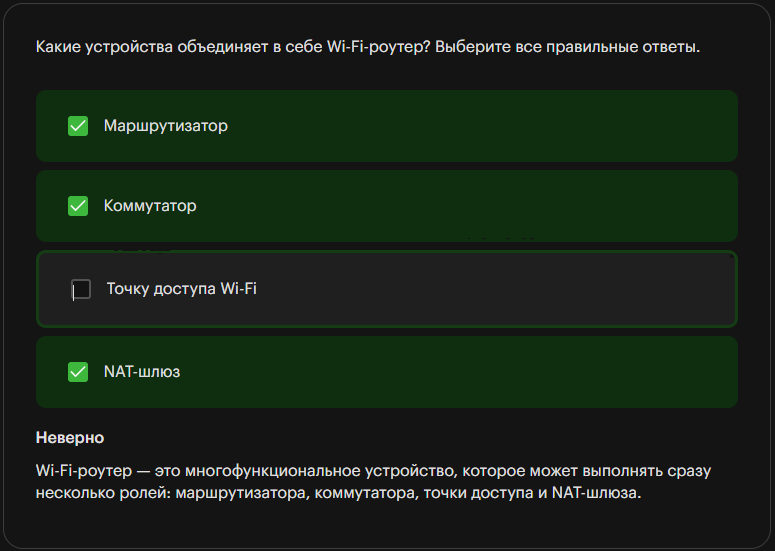 Какие устройства объединяет в себе Wi-Fi-роутер? Выберите все правильные ответы.
Маршрутизатор
Коммутатор
Точку доступа Wi-Fi
NAT-шлюз
Неверно
Wi-Fi-роутер — это многофункциональное устройство, которое может выполнять сразу
несколько ролей: маршрутизатора, коммутатора, точки доступа и NAT-шлюза.